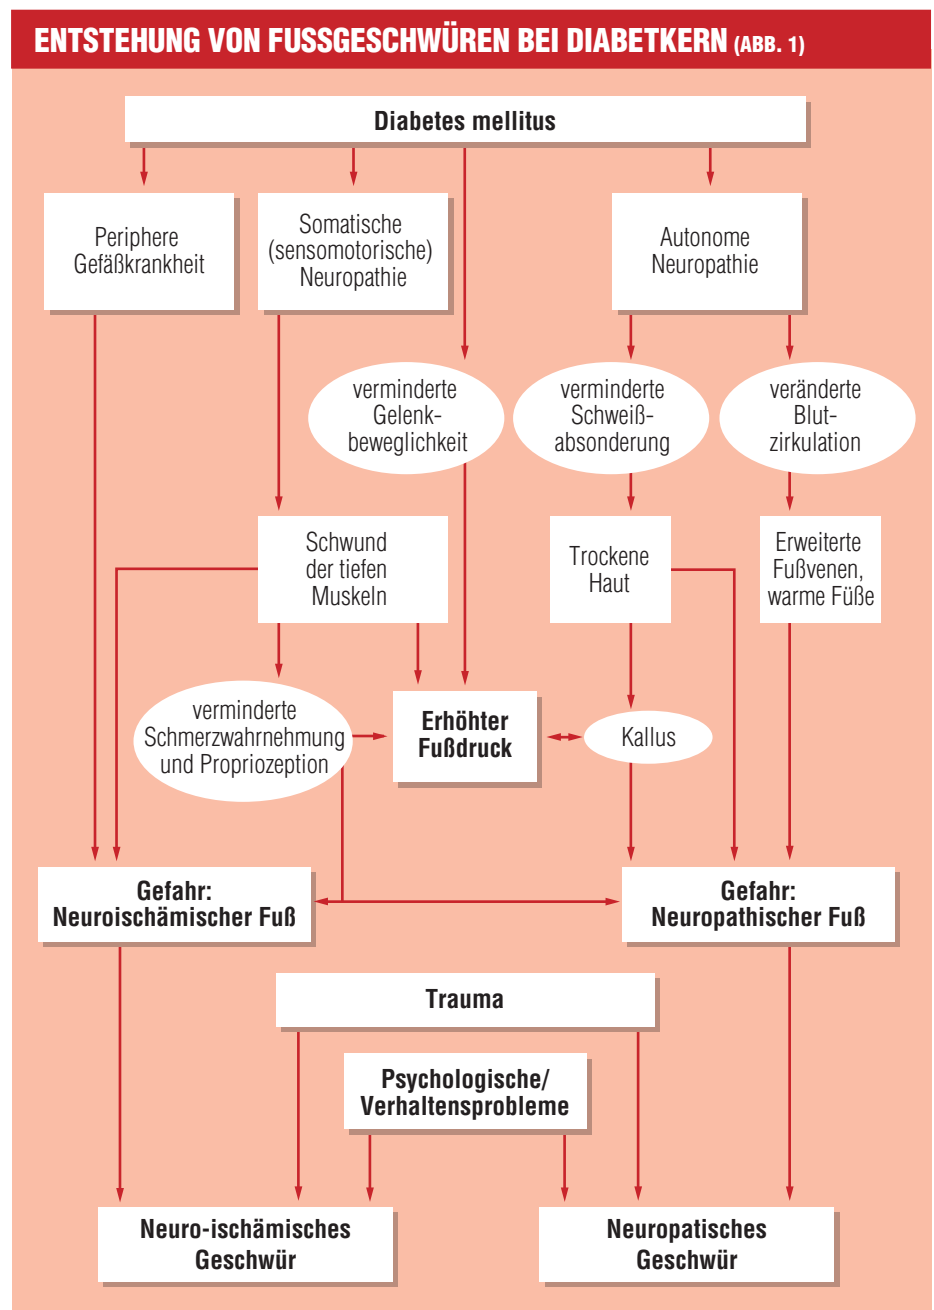 ENTSTEHUNG VON FUSSGESCHWÜREN BEI DIABETKERN (ABB. 1)
Diabetes mellitus
Periphere
Gefäßkrankheit
Somatische
(sensomotorische)
Neuropathie
Autonome
Neuropathie
verminderte
Gelenk-
beweglichkeit
verminderte
Schweiß-
absonderung
veränderte
Blut-
zirkulation
Schwund
der tiefen
Muskeln
Trockene
Haut
Erweiterte
Fußvenen,
warme Füße
verminderte
Schmerzwahrnehmung
und Propriozeption
Erhöhter
Fußdruck
Kallus
Gefahr:
Neuroischämischer Fuß
Gefahr:
Neuropathischer Fuß
Trauma
Psychologische/
Verhaltensprobleme
Neuro-ischämisches
Geschwür
Neuropatisches
Geschwür